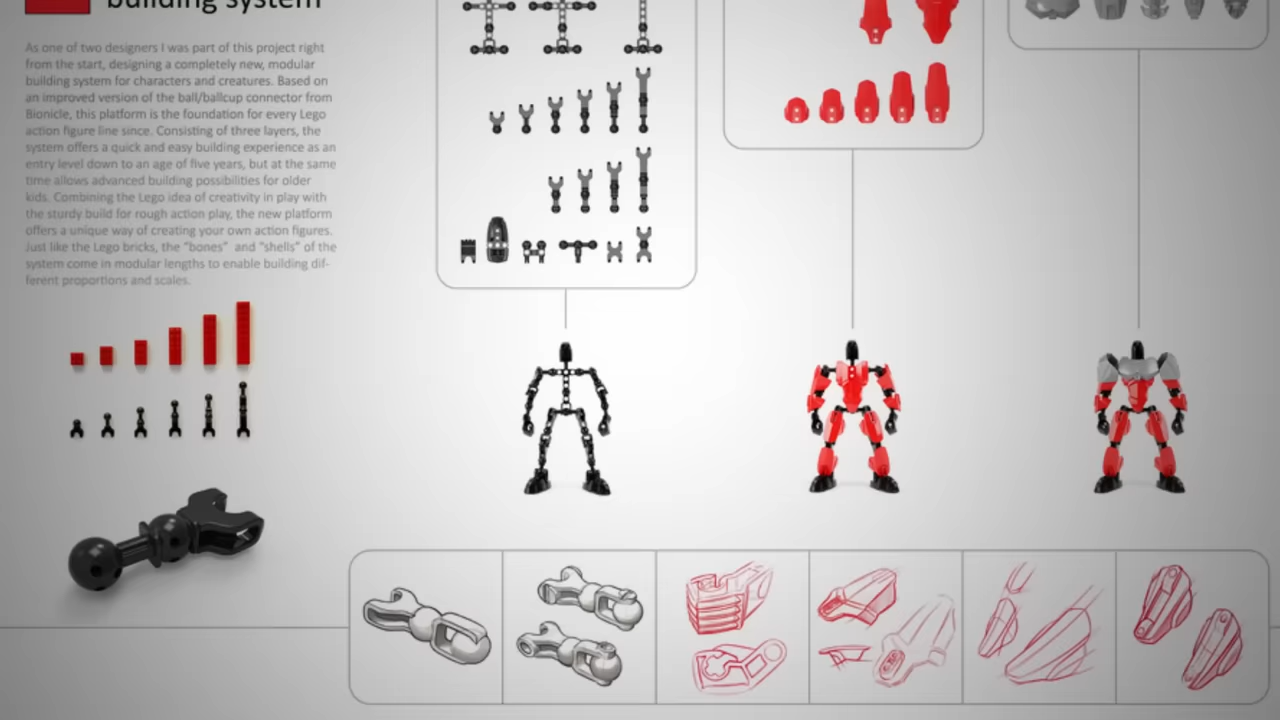 building system
As one of two designers I was part of this project right
from the start, designing a completely new, modular
building system for characters and creatures. Based on
an improved version of the ball/ballcup connector from
Bionicle, this platform is the foundation for every Lego
action figure line since. Consisting of three layers, the
system offers a quick and easy building experience as an
entry level down to an age of five years, but at the same
time allows advanced building possibilities for older
kids. Combining the Lego idea of creativity in play with
the sturdy build for rough action play, the new platform
offers a unique way of creating your own action figures.
Just like the Lego bricks, the "bones" and "shells" of the
system come in modular lengths to enable building dif-
ferent proportions and scales.